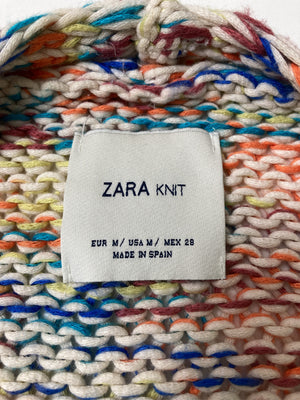 ZARA KNIT
EUR M / USA M / MEX 28
MADE IN SPAIN